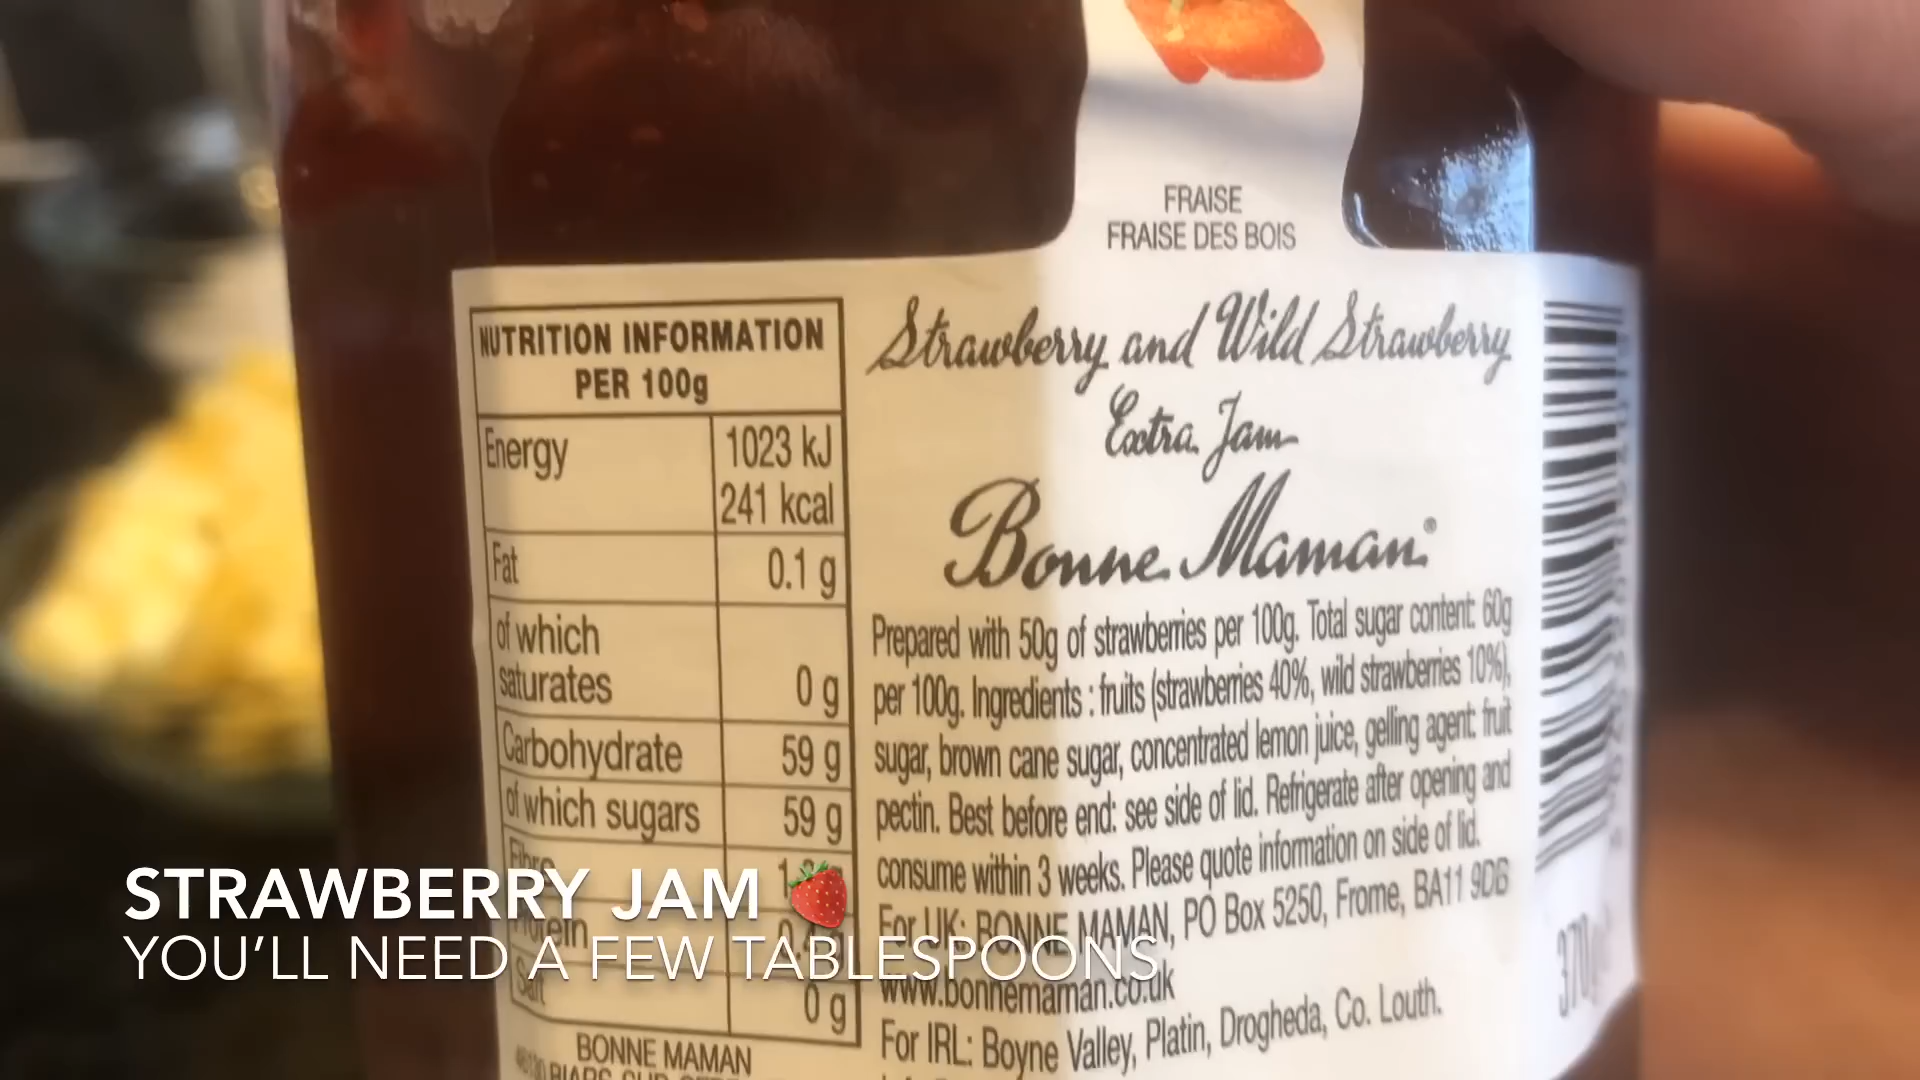 FRAISE
FRAISE DES BOIS
NUTRITION INFORMATION
PER 100g
Energy 1023 kJ
241 kcal
Fat 0.1 g
of which
saturates 0 g
Carbohydrate 59 g
of which sugars 59 g
Fibre
Protein
Salt 0 g
BONNE MAMAN
Strawberry and Wild Strawberry
Extra Jam
Bonne Maman®
Prepared with 50g of strawberries per 100g. Total sugar content: 60g
per 100g. Ingredients : fruits (strawberries 40%, wild strawberries 10%),
sugar, brown cane sugar, concentrated lemon juice, gelling agent: fruit
pectin. Best before end: see side of lid. Refrigerate after opening and
consume within 3 weeks. Please quote information on side of lid.
For UK: BONNE MAMAN, PO Box 5250, Frome, BA11 9DB
www.bonnemaman.co.uk
For IRL: Boyne Valley, Platin, Drogheda, Co. Louth.
370g
STRAWBERRY JAM 🍓
YOU'LL NEED A FEW TABLESPOONS